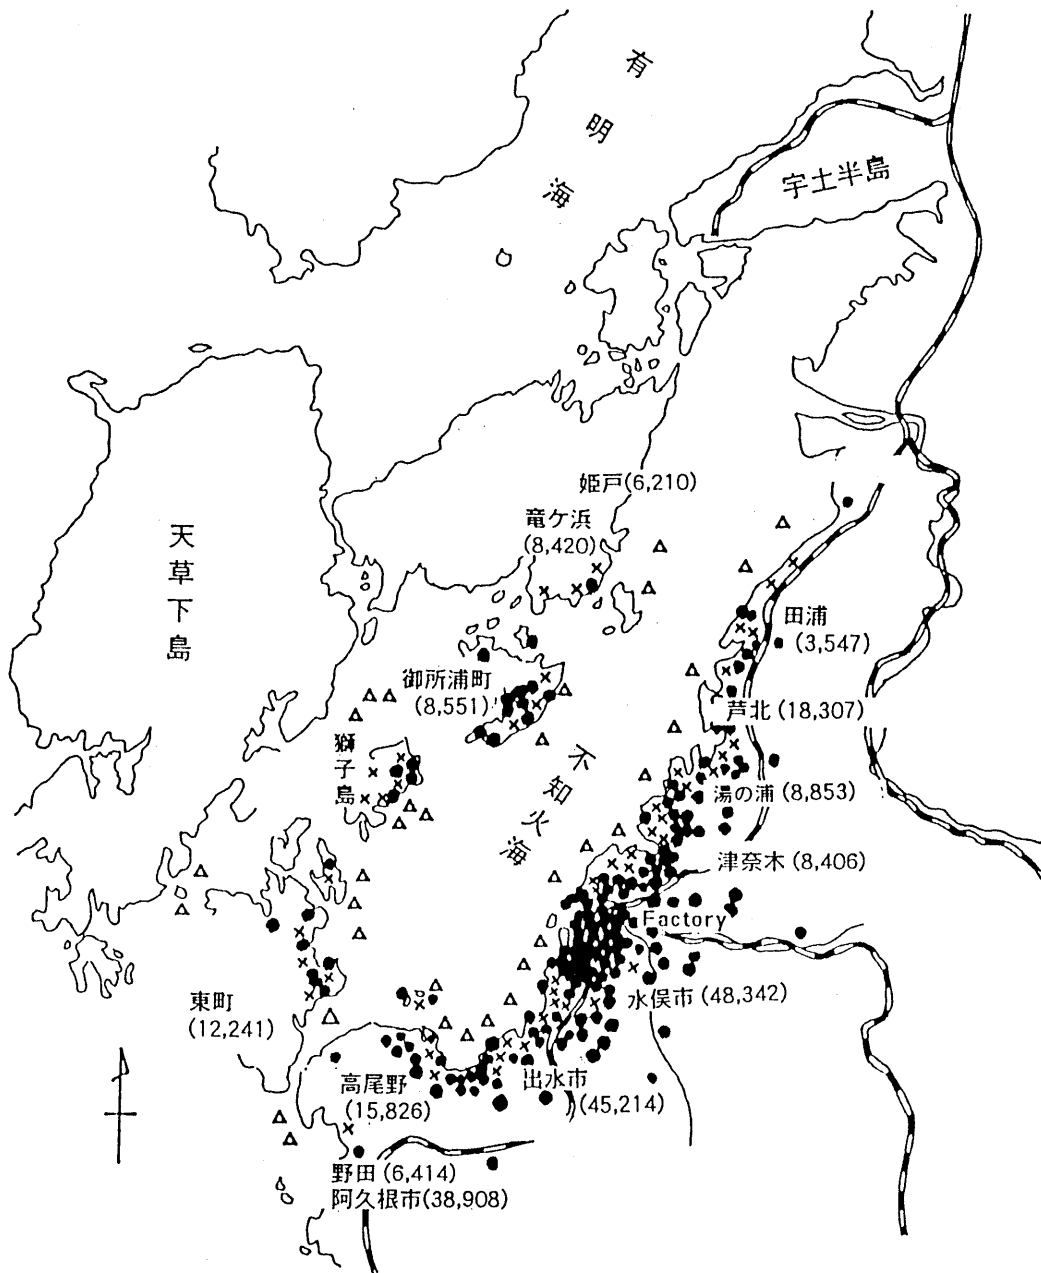 有明海
宇土半島
姫戸(6,210)
竜ケ浜
(8,420)
天草下島
田浦
(3,547)
御所浦町
(8,551)
芦北(18,307)
獅子島
不知火海
湯の浦(8,853)
津奈木(8,406)
Factory
水俣市(48,342)
東町
(12,241)
高尾野
(15,826)
出水市
(45,214)
野田(6,414)
阿久根市(38,908)